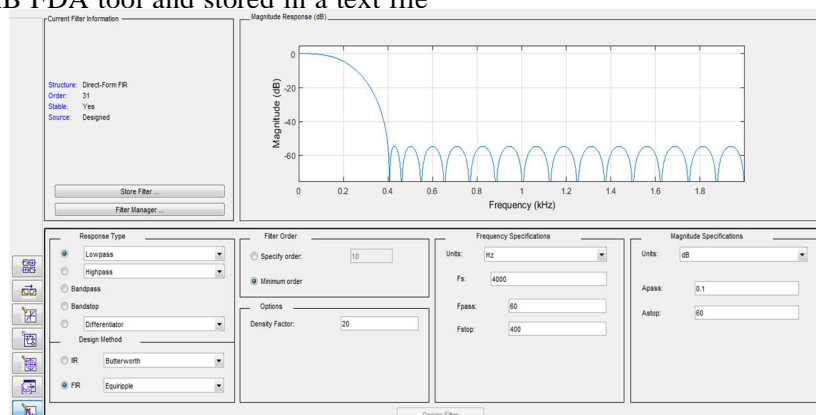 FDA tool and stored in a text file
Current Filter Information
Structure: Direct-Form FIR
Order: 31
Stable: Yes
Source: Designed
Store Filter ...
Filter Manager ...
Magnitude Response (dB)
Magnitude (dB)
0
-20
-40
-60
0 0.2 0.4 0.6 0.8 1 1.2 1.4 1.6 1.8
Frequency (kHz)
Response Type
Lowpass
Highpass
Bandpass
Bandstop
Differentiator
Design Method
IIR Butterworth
FIR Equiripple
Filter Order
Specify order: 10
Minimum order
Options
Density Factor: 20
Frequency Specifications
Units: Hz
Fs: 4000
Fpass: 60
Fstop: 400
Magnitude Specifications
Units: dB
Apass: 0.1
Astop: 60
Design Filter